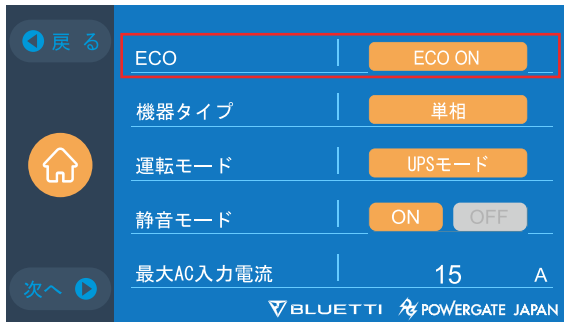 戻る
ECO ECO ON
機器タイプ 単相
運転モード UPSモード
静音モード ON OFF
最大AC入力電流 15 A
次へ
BLUETTI POWERGATE JAPAN